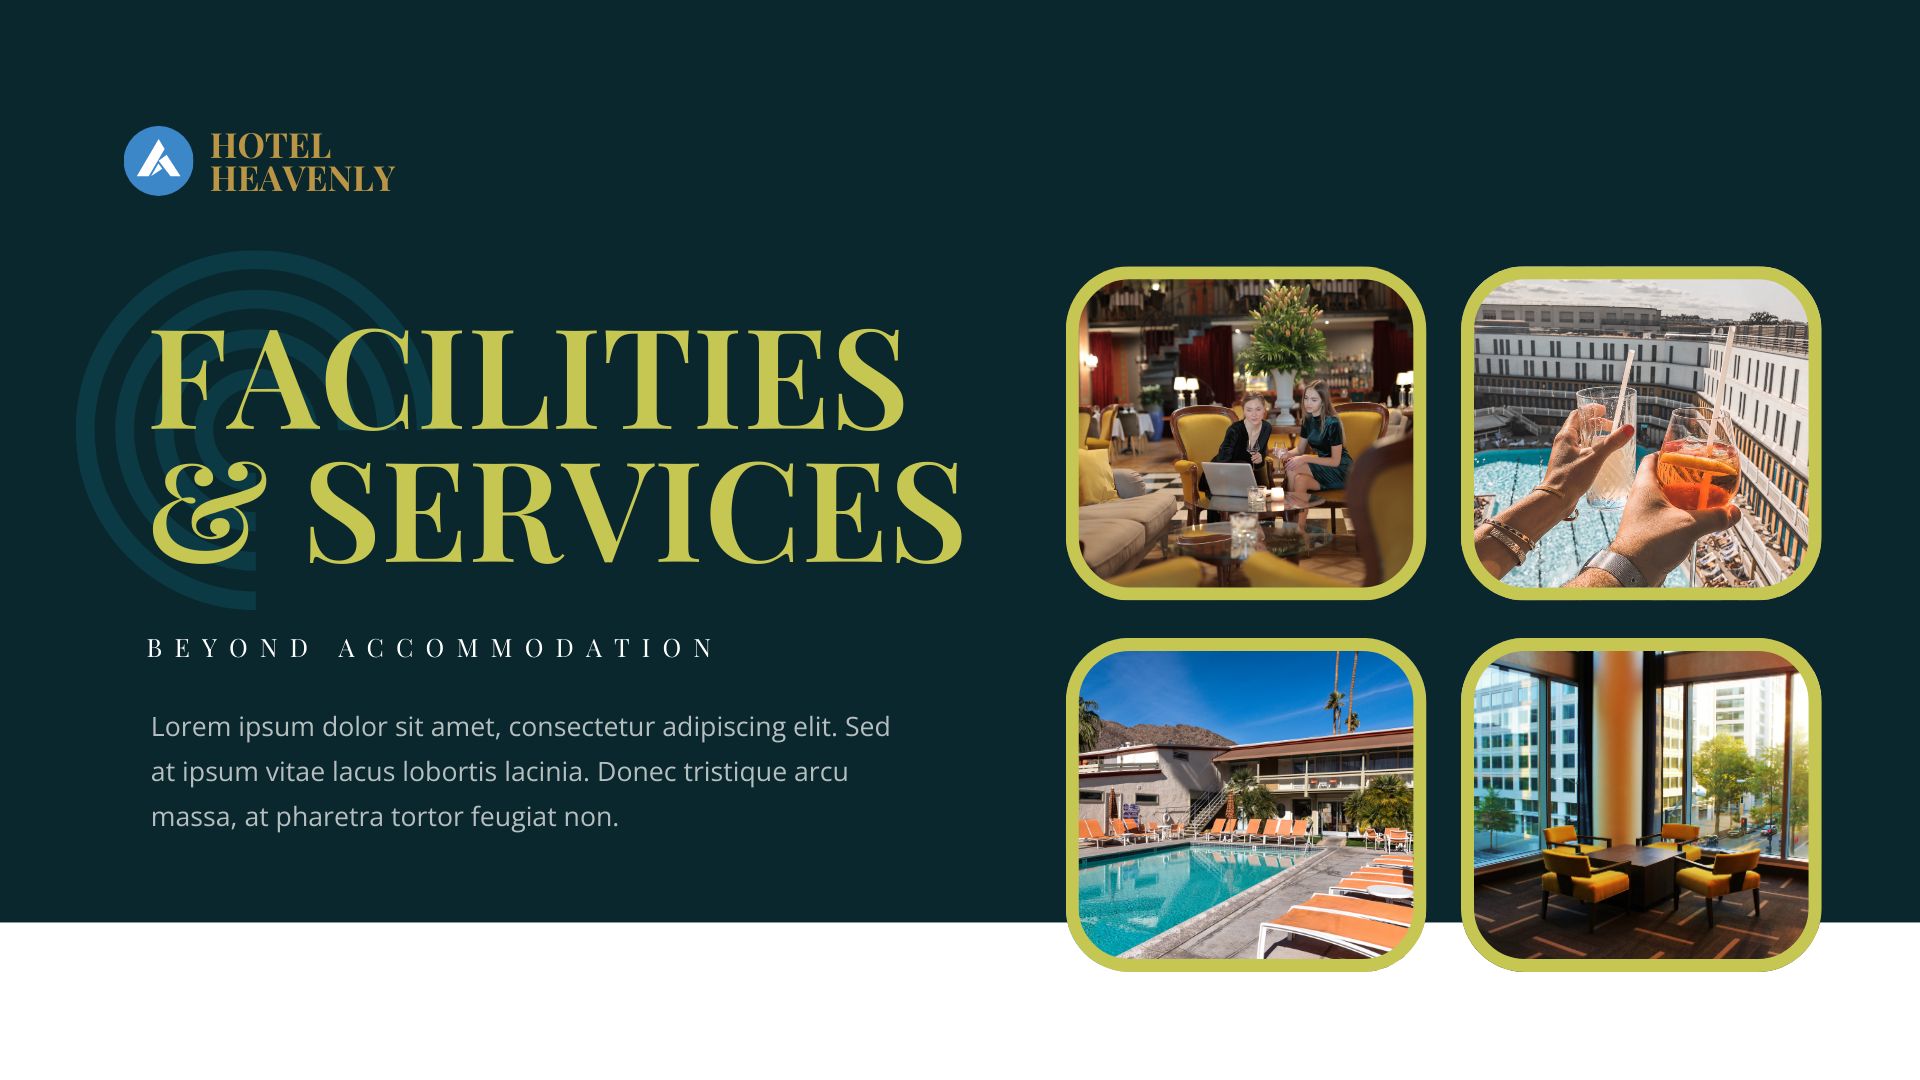 HOTEL
HEAVENLY
FACILITIES
& SERVICES
BEYOND ACCOMMODATION
Lorem ipsum dolor sit amet, consectetur adipiscing elit. Sed
at ipsum vitae lacus lobortis lacinia. Donec tristique arcu
massa, at pharetra tortor feugiat non.